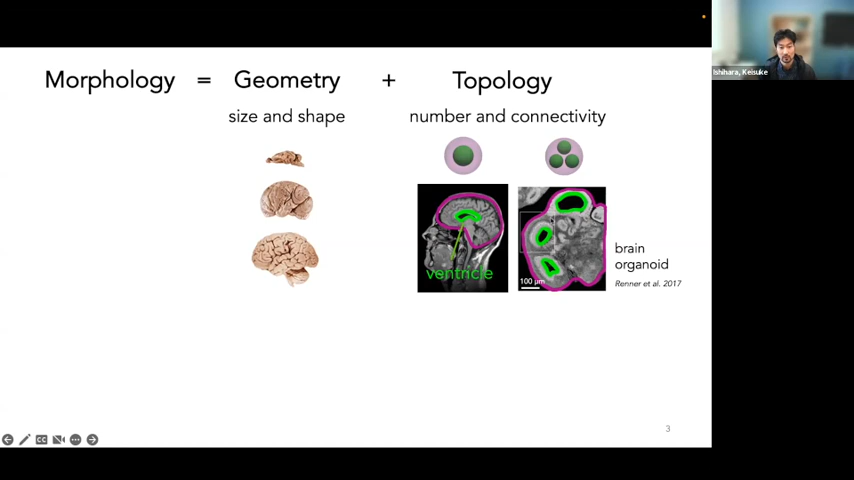 Ishihara, Keisuke
Morphology = Geometry + Topology
size and shape
number and connectivity
ventricle
100 μm
brain
organoid
Renner et al. 2017
3
CC